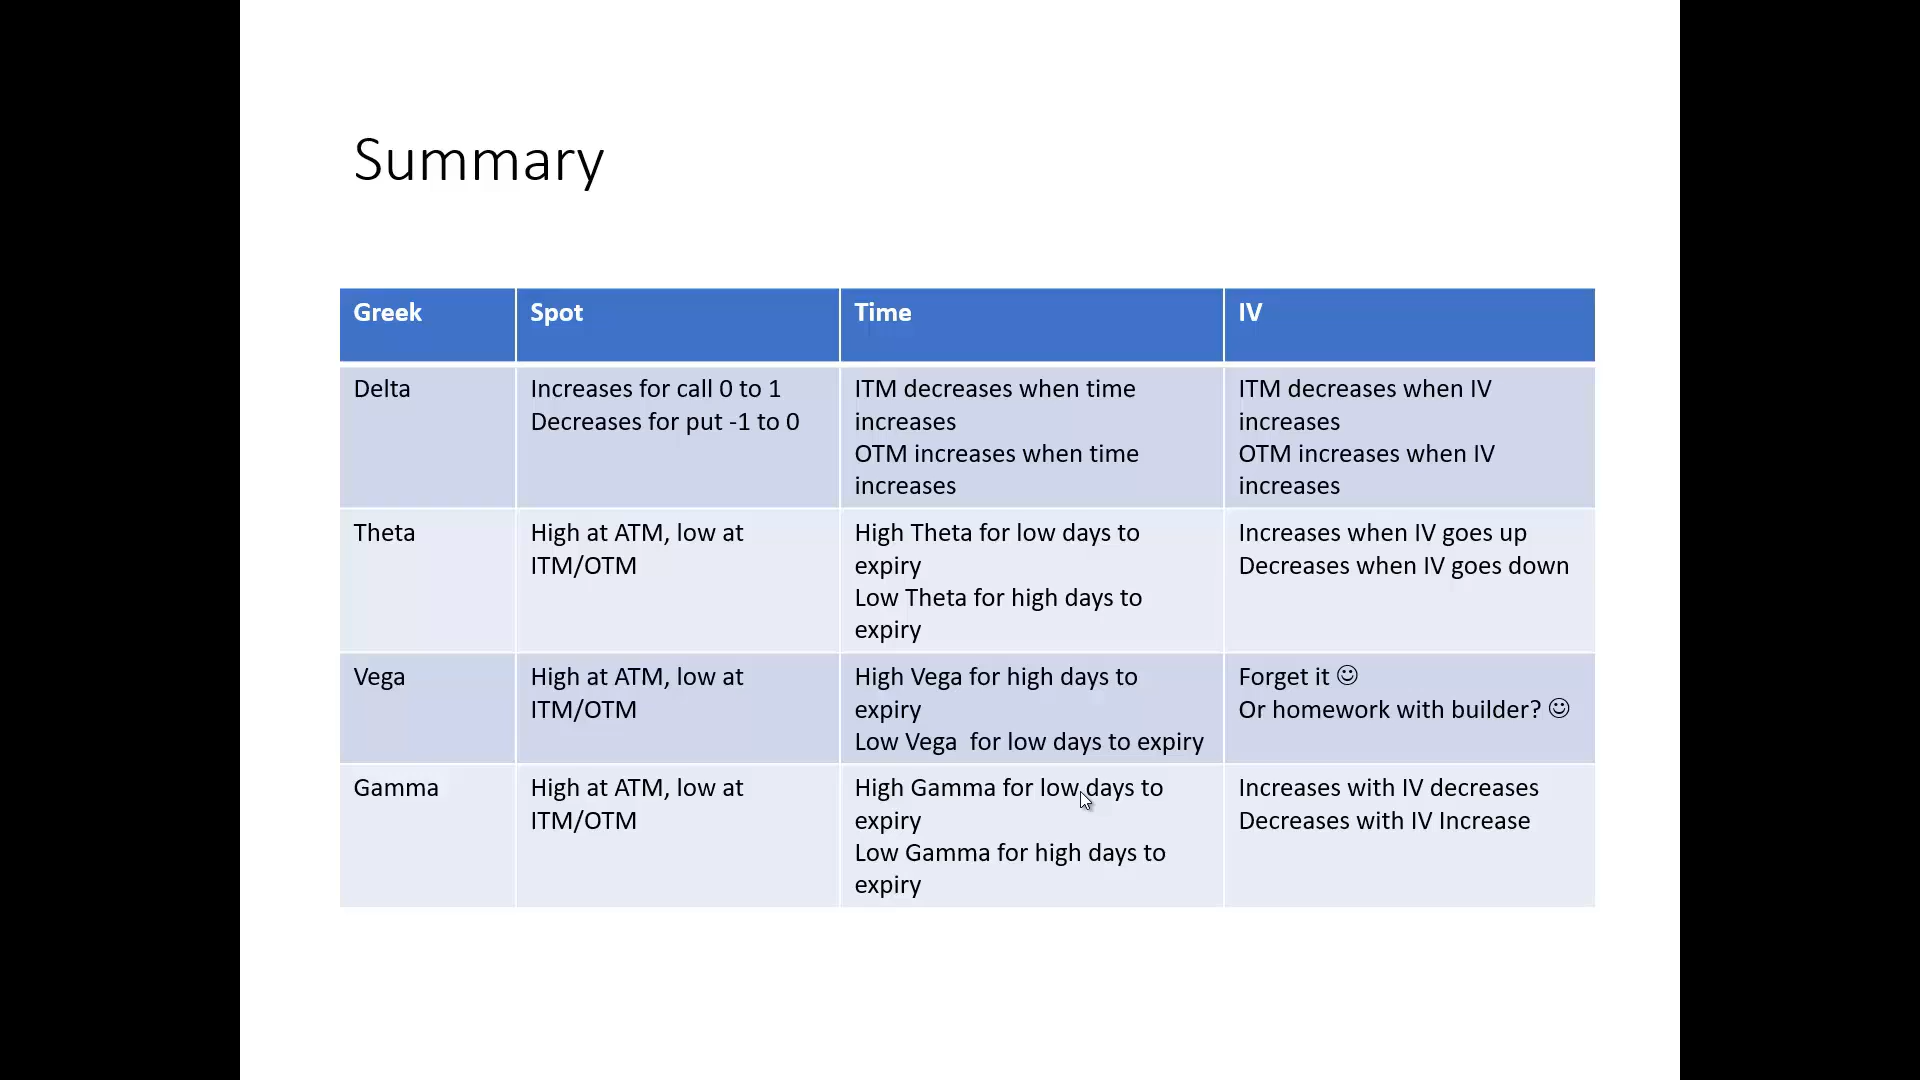 Summary
Greek
Spot
Time
IV
Delta
Increases for call 0 to 1
Decreases for put -1 to 0
ITM decreases when time
increases
OTM increases when time
increases
ITM decreases when IV
increases
OTM increases when IV
increases
Theta
High at ATM, low at
ITM/OTM
High Theta for low days to
expiry
Low Theta for high days to
expiry
Increases when IV goes up
Decreases when IV goes down
Vega
High at ATM, low at
ITM/OTM
High Vega for high days to
expiry
Low Vega  for low days to expiry
Forget it ☺
Or homework with builder? ☺
Gamma
High at ATM, low at
ITM/OTM
High Gamma for low days to
expiry
Low Gamma for high days to
expiry
Increases with IV decreases
Decreases with IV Increase